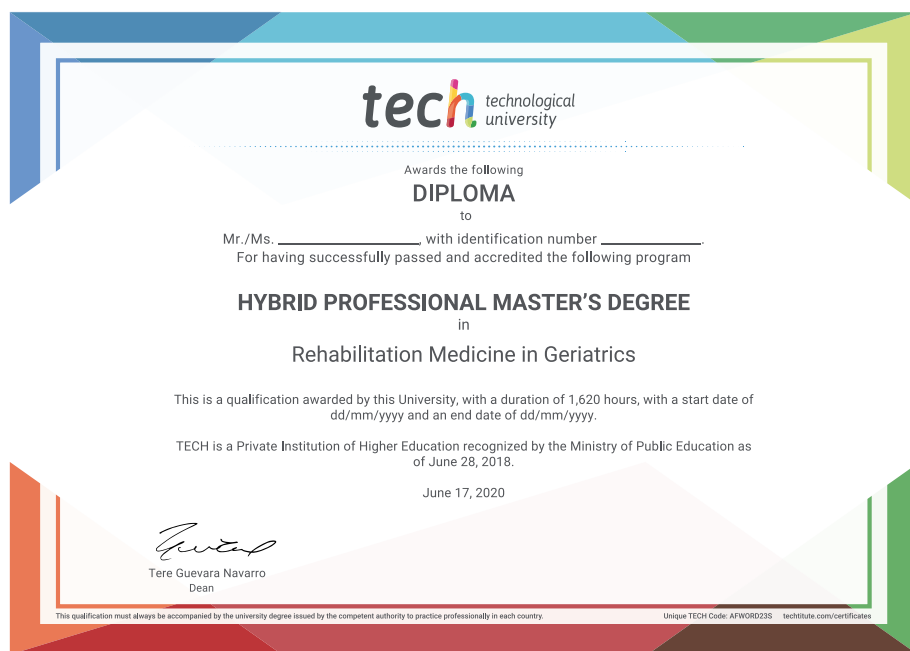 tech technological
university
Awards the following
DIPLOMA
to
Mr./Ms. ____________________, with identification number ______________.
For having successfully passed and accredited the following program
HYBRID PROFESSIONAL MASTER'S DEGREE
in
Rehabilitation Medicine in Geriatrics
This is a qualification awarded by this University, with a duration of 1,620 hours, with a start date of
dd/mm/yyyy and an end date of dd/mm/yyyy.
TECH is a Private Institution of Higher Education recognized by the Ministry of Public Education as
of June 28, 2018.
June 17, 2020
Tere Guevara Navarro
Dean
This qualification must always be accompanied by the university degree issued by the competent authority to practice professionally in each country.
Unique TECH Code: AFWORD23S techtitute.com/certificates